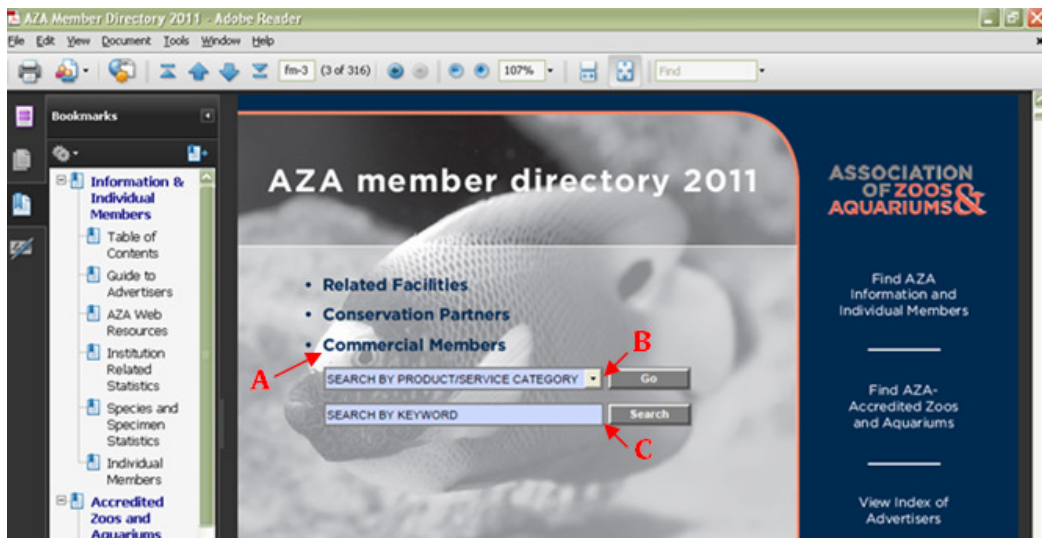 AZA Member Directory 2011 - Adobe Reader
File Edit View Document Tools Window Help
fm-3 (3 of 316) 107% Find
Bookmarks
Information &
Individual
Members
Table of
Contents
Guide to
Advertisers
AZA Web
Resources
Institution
Related
Statistics
Species and
Specimen
Statistics
Individual
Members
Accredited
Zoos and
Aquariums
AZA member directory 2011
• Related Facilities
• Conservation Partners
• Commercial Members
A
B
SEARCH BY PRODUCT/SERVICE CATEGORY Go
SEARCH BY KEYWORD Search
C
ASSOCIATION
OF ZOOS &
AQUARIUMS
Find AZA
Information and
Individual Members
Find AZA-
Accredited Zoos
and Aquariums
View Index of
Advertisers